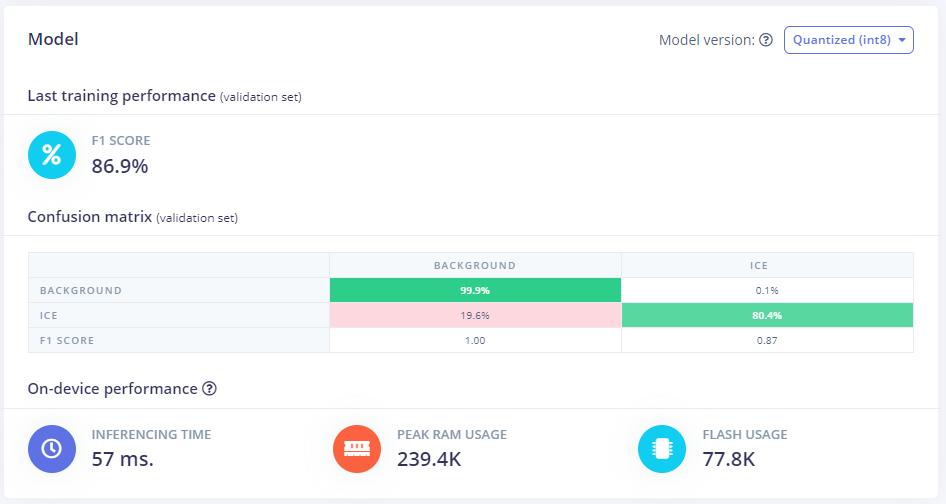 Model
Model version: Quantized (int8)
Last training performance (validation set)
%
F1 SCORE
86.9%
Confusion matrix (validation set)
BACKGROUND ICE
BACKGROUND 99.9% 0.1%
ICE 19.6% 80.4%
F1 SCORE 1.00 0.87
On-device performance
INFERENCING TIME PEAK RAM USAGE FLASH USAGE
57 ms. 239.4K 77.8K